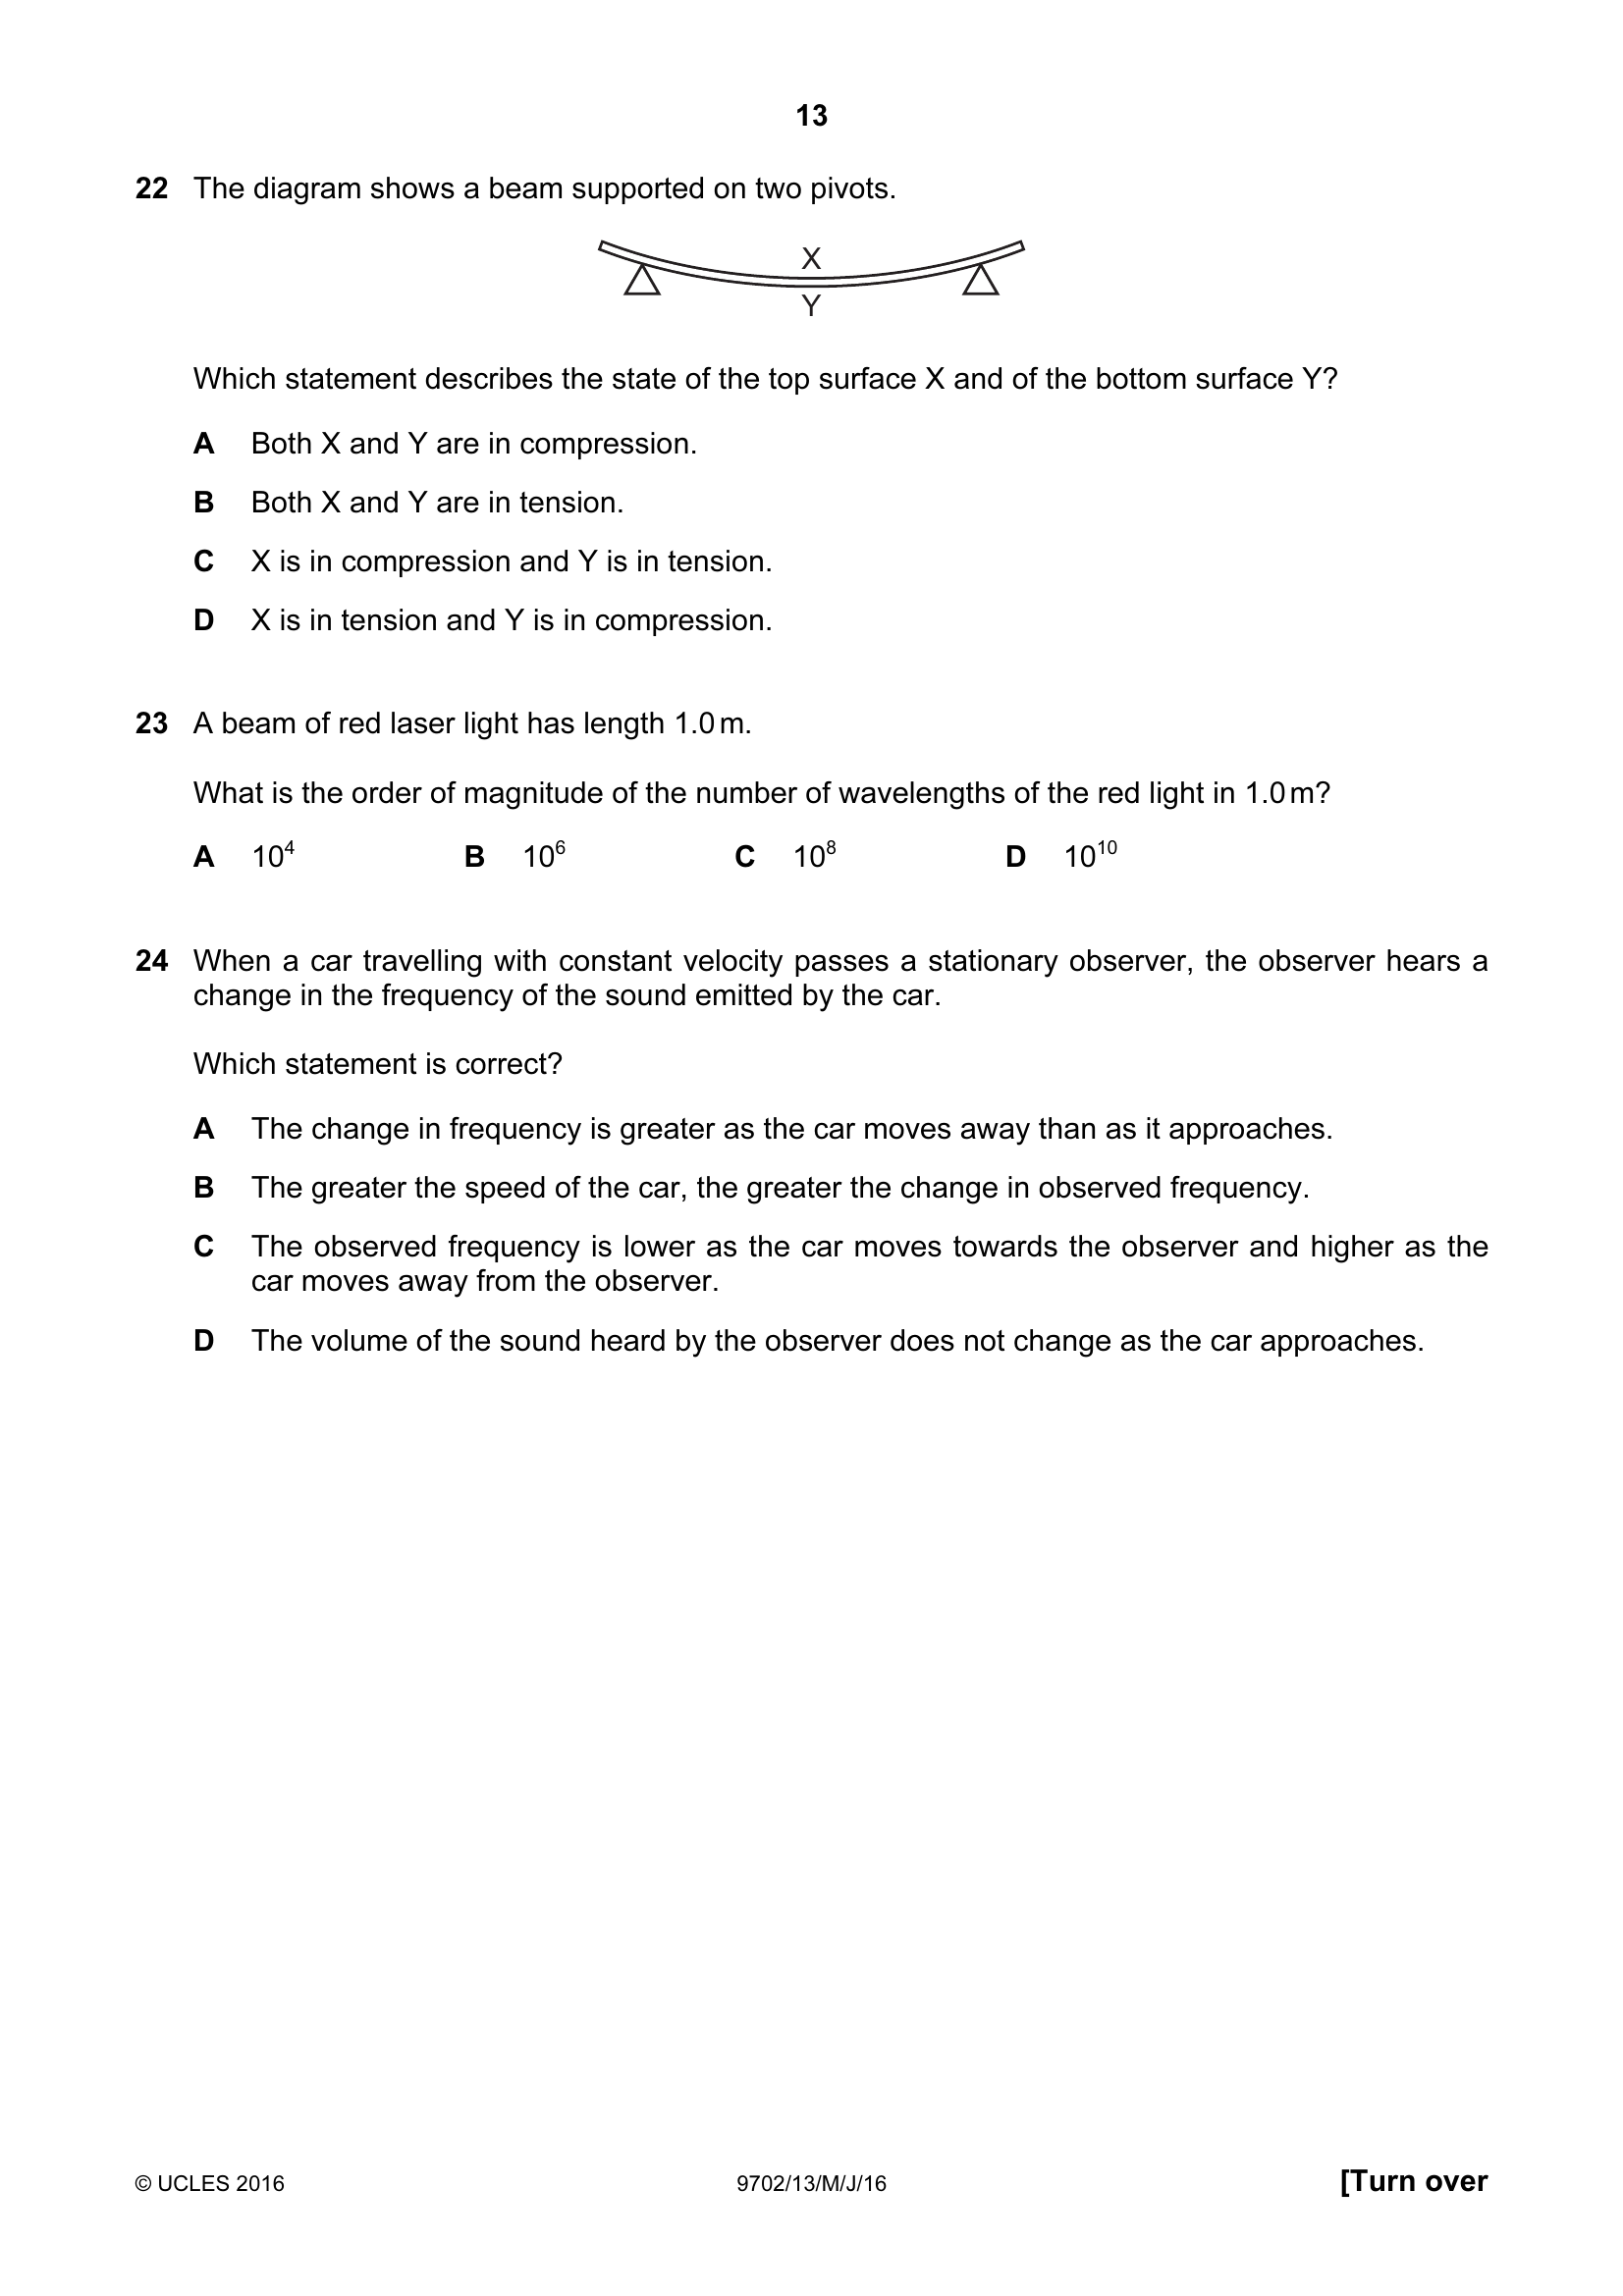 13
22 The diagram shows a beam supported on two pivots.
X
Y
Which statement describes the state of the top surface X and of the bottom surface Y?
A Both X and Y are in compression.
B Both X and Y are in tension.
C X is in compression and Y is in tension.
D X is in tension and Y is in compression.
23 A beam of red laser light has length 1.0 m.
What is the order of magnitude of the number of wavelengths of the red light in 1.0 m?
A 10⁴ B 10⁶ C 10⁸ D 10¹⁰
24 When a car travelling with constant velocity passes a stationary observer, the observer hears a
change in the frequency of the sound emitted by the car.
Which statement is correct?
A The change in frequency is greater as the car moves away than as it approaches.
B The greater the speed of the car, the greater the change in observed frequency.
C The observed frequency is lower as the car moves towards the observer and higher as the
car moves away from the observer.
D The volume of the sound heard by the observer does not change as the car approaches.
© UCLES 2016 9702/13/M/J/16 [Turn over